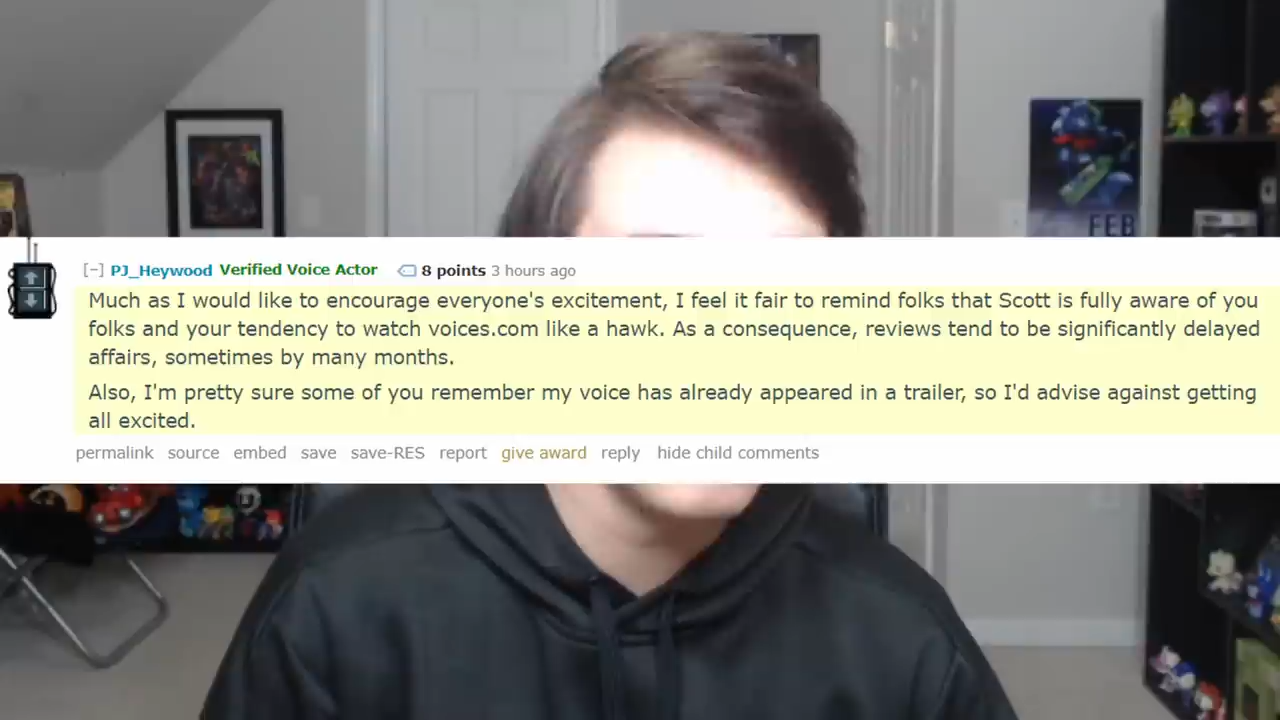 FEB
[-] PJ_Heywood Verified Voice Actor 8 points 3 hours ago
Much as I would like to encourage everyone's excitement, I feel it fair to remind folks that Scott is fully aware of you
folks and your tendency to watch voices.com like a hawk. As a consequence, reviews tend to be significantly delayed
affairs, sometimes by many months.
Also, I'm pretty sure some of you remember my voice has already appeared in a trailer, so I'd advise against getting
all excited.
permalink source embed save save-RES report give award reply hide child comments